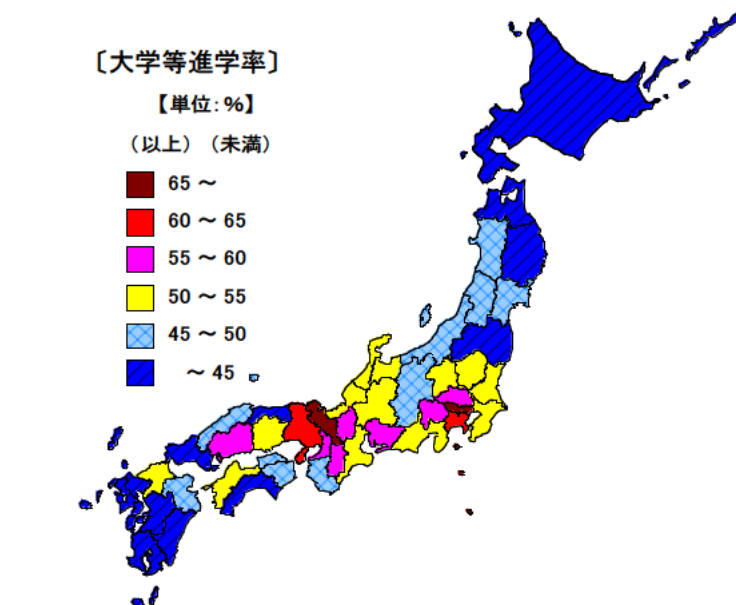 〔大学等進学率〕
【単位：％】
（以上）（未満）
65 ～
60 ～ 65
55 ～ 60
50 ～ 55
45 ～ 50
～ 45